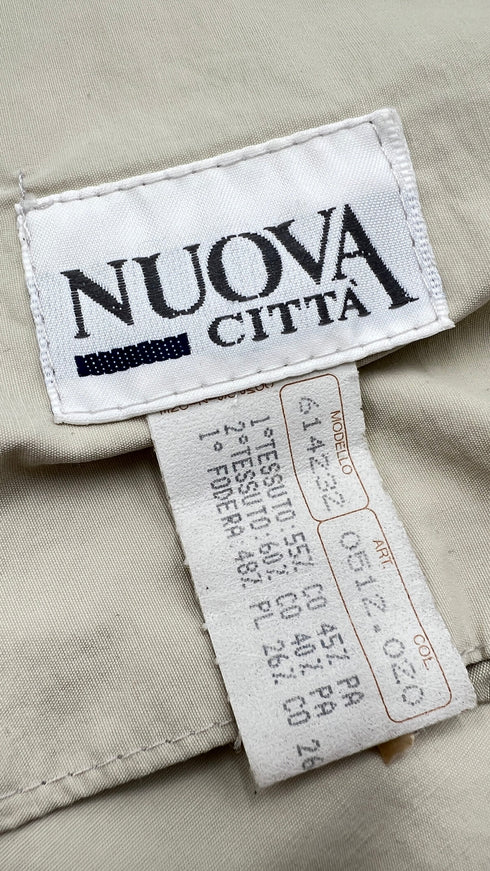 NUOVA
CITTÀ
MODELLO ART. COL.
614232 0512.020
1°TESSUTO:55% CO 45% PA
2°TESSUTO:60% CO 40% PA
1° FODERA 48% PL 26% CO 26